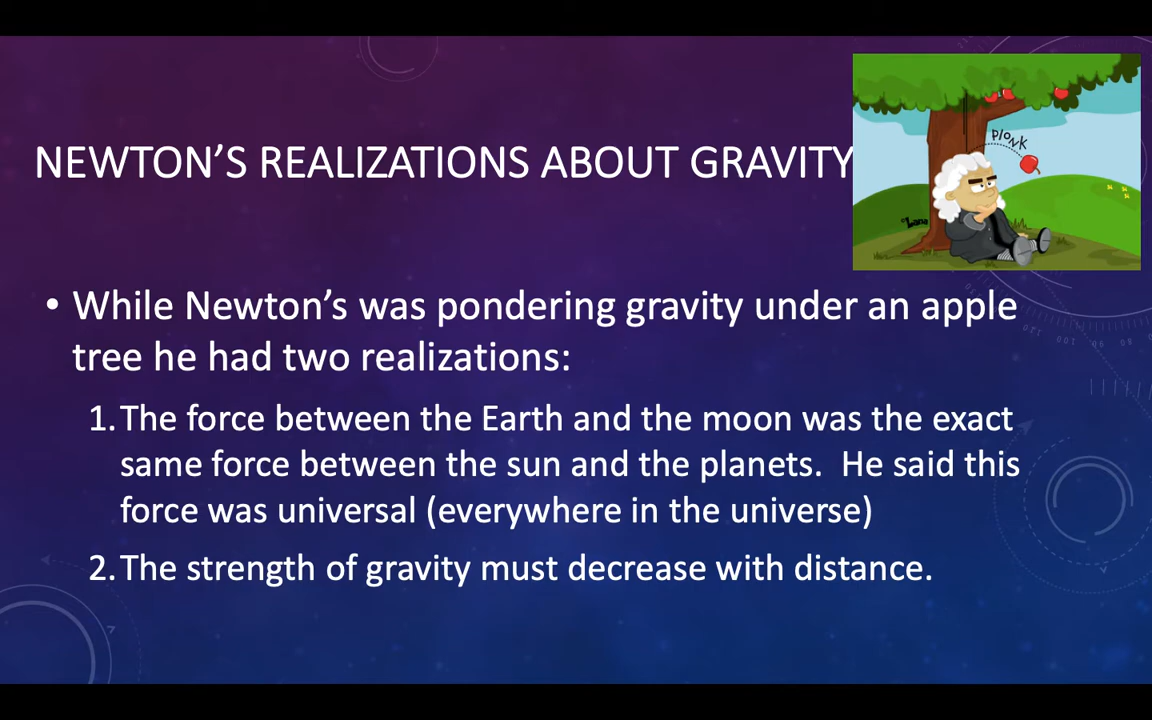 plonk
NEWTON’S REALIZATIONS ABOUT GRAVITY
• While Newton’s was pondering gravity under an apple
tree he had two realizations:
1. The force between the Earth and the moon was the exact
same force between the sun and the planets. He said this
force was universal (everywhere in the universe)
2. The strength of gravity must decrease with distance.